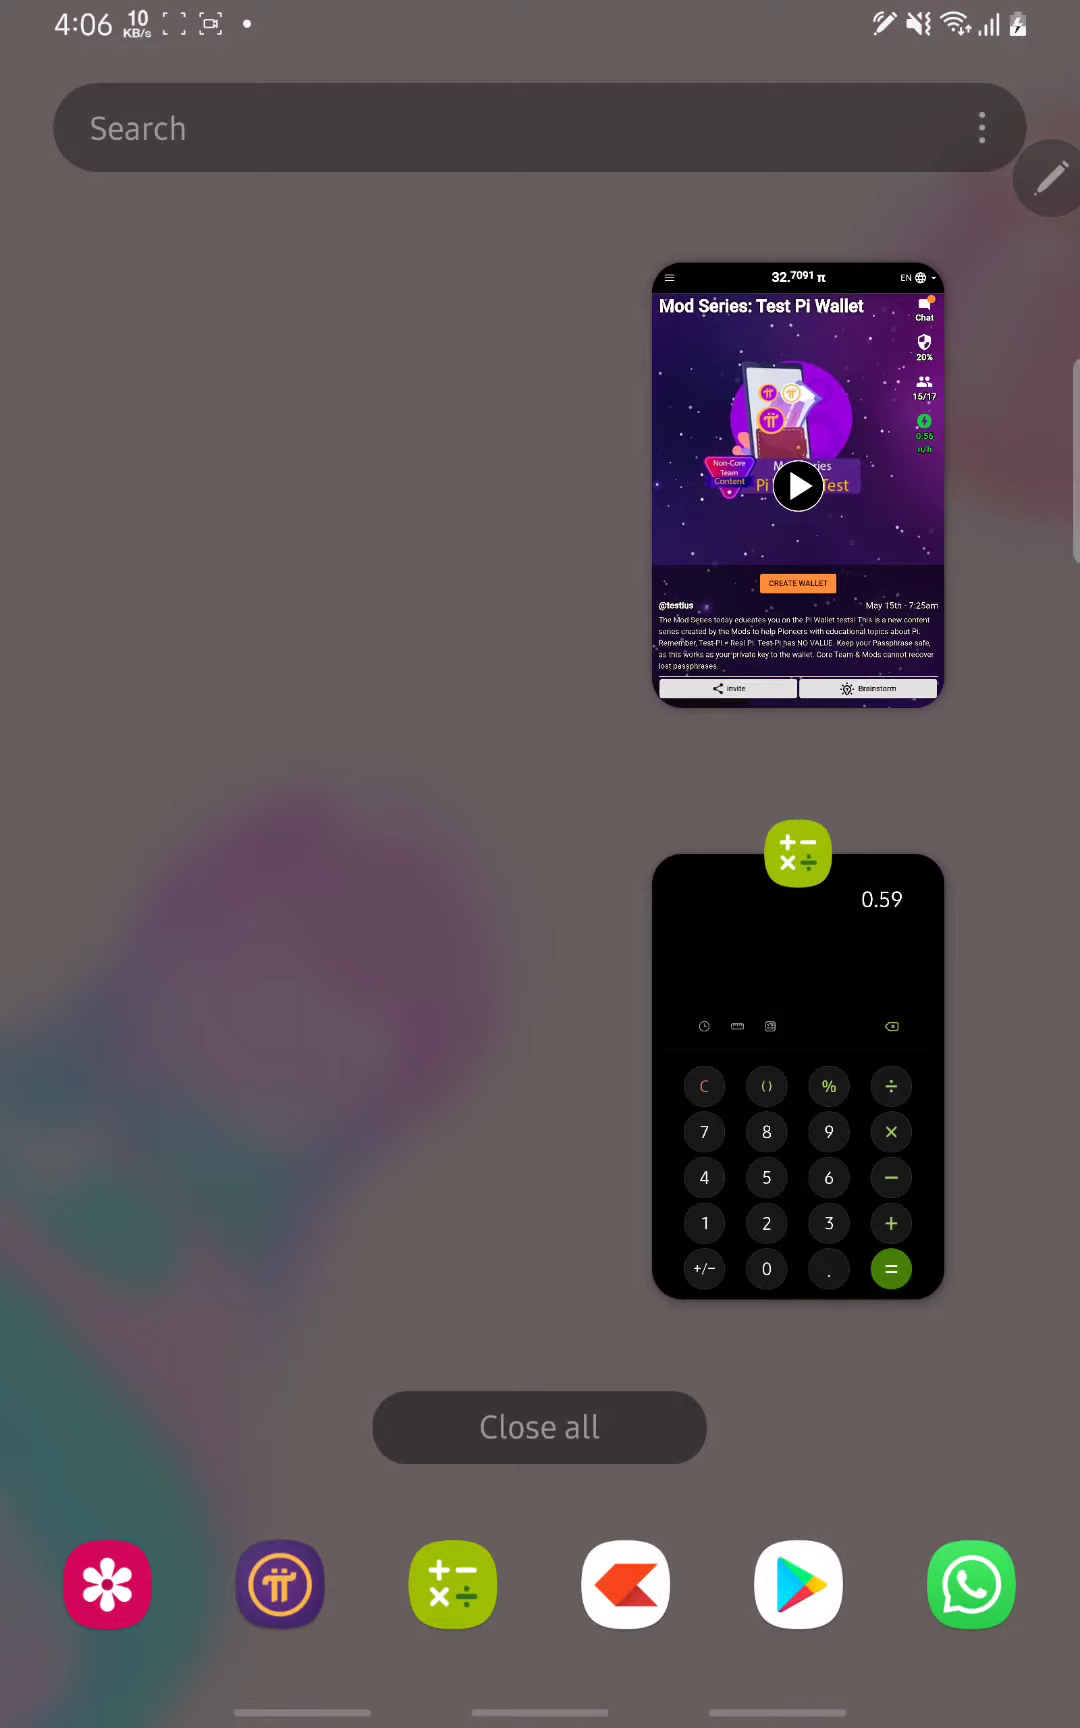 4:06 10 KB/s
Search
32.7091 π EN
Mod Series: Test Pi Wallet
Chat
20%
15/17
0.56
π/h
Non-Core
Team
Content
Pi Test
CREATE WALLET
@testius May 15th - 7:25am
The Mod Series today educates you on the Pi Wallet tests! This is a new content
series created by the Mods to help Pioneers with educational topics about Pi.
Remember, Test-Pi ≠ Real Pi. Test-Pi has NO VALUE. Keep your Passphrase safe,
as this works as your private key to the wallet. Core Team & Mods cannot recover
lost passphrases.
Invite Brainstorm
0.59
C () % ÷
7 8 9 ×
4 5 6 −
1 2 3 +
+/− 0 . =
Close all